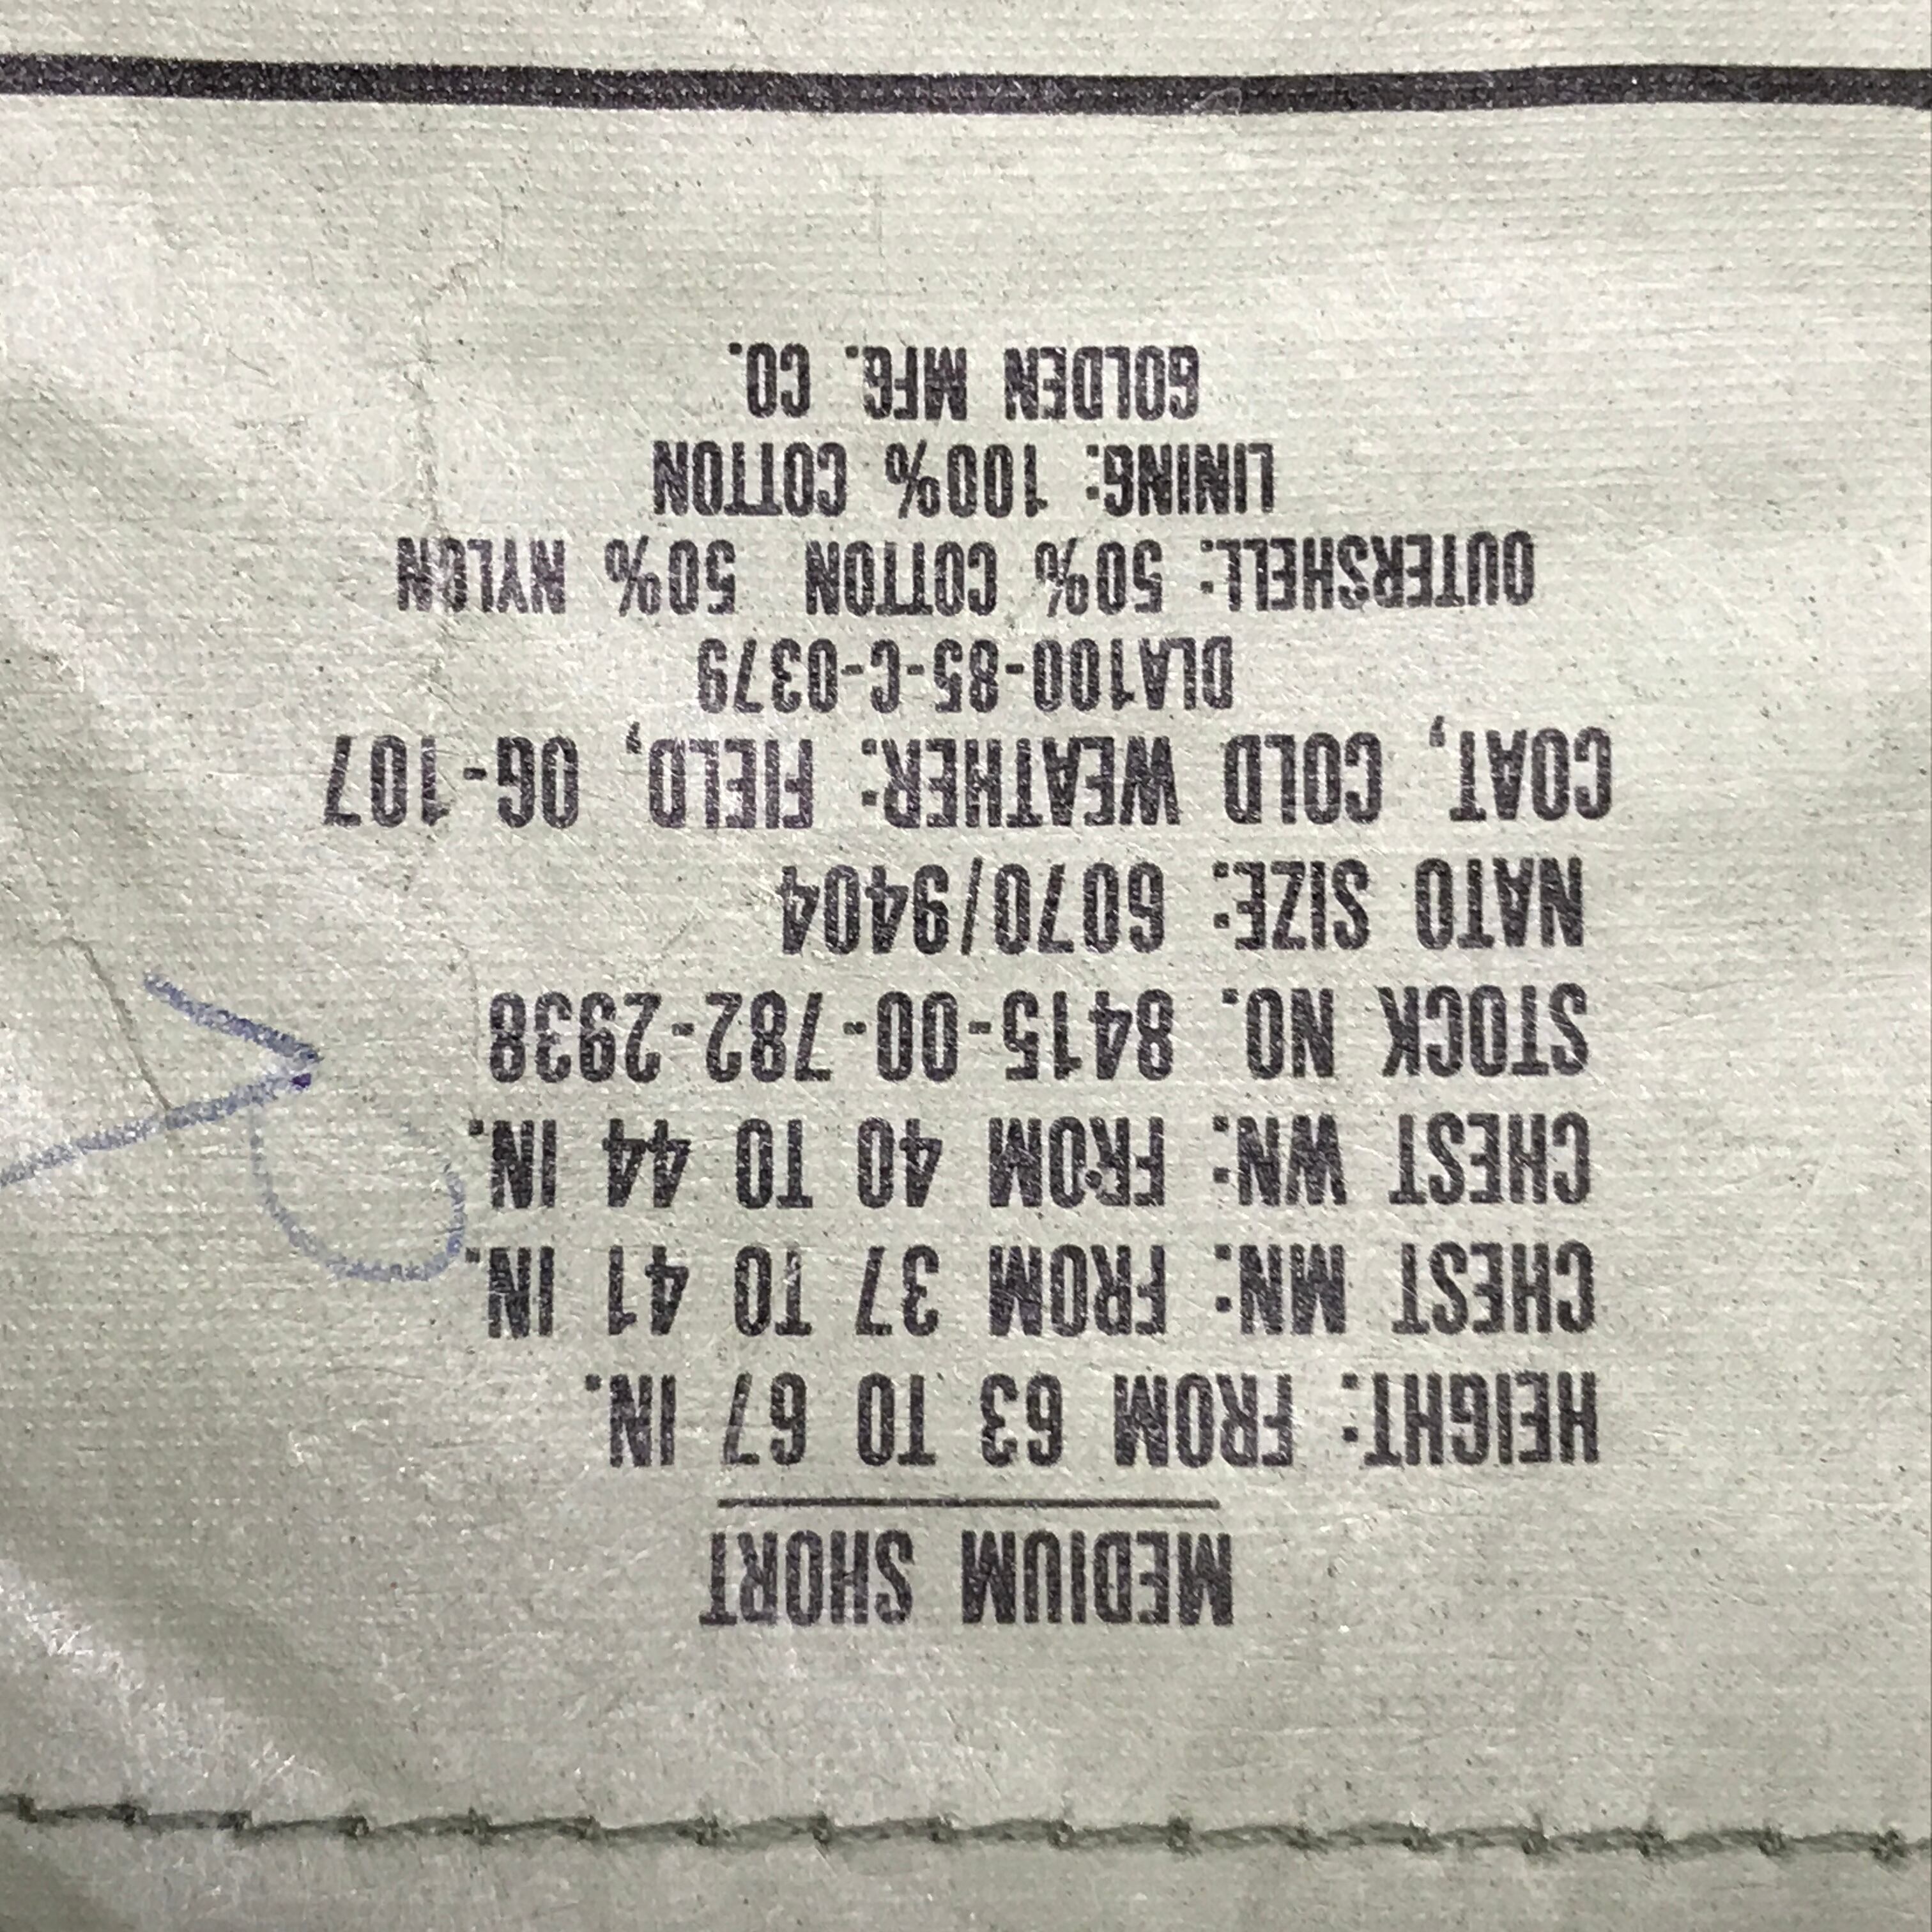 MEDIUM SHORT
HEIGHT: FROM 63 TO 67 IN.
CHEST MN: FROM 37 TO 41 IN.
CHEST WN: FROM 40 TO 44 IN.
STOCK NO. 8415-00-782-2938
NATO SIZE: 6070/9404
COAT, COLD WEATHER: FIELD, OG-107
DLA100-85-C-0379
OUTERSHELL: 50% COTTON 50% NYLON
LINING: 100% COTTON
GOLDEN MFG. CO.